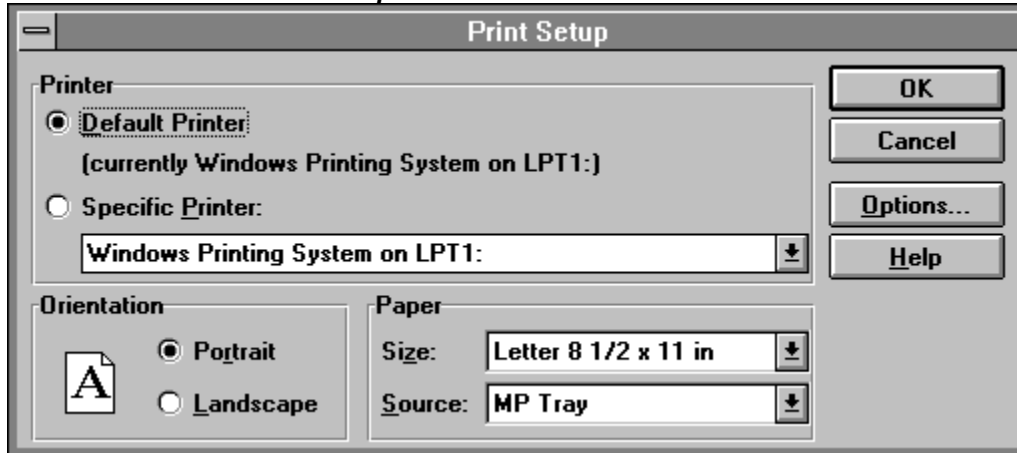 Print Setup
Printer
Default Printer
(currently Windows Printing System on LPT1:)
Specific Printer:
Windows Printing System on LPT1:
OK
Cancel
Options...
Help
Orientation
A
Portrait
Landscape
Paper
Size: Letter 8 1/2 x 11 in
Source: MP Tray